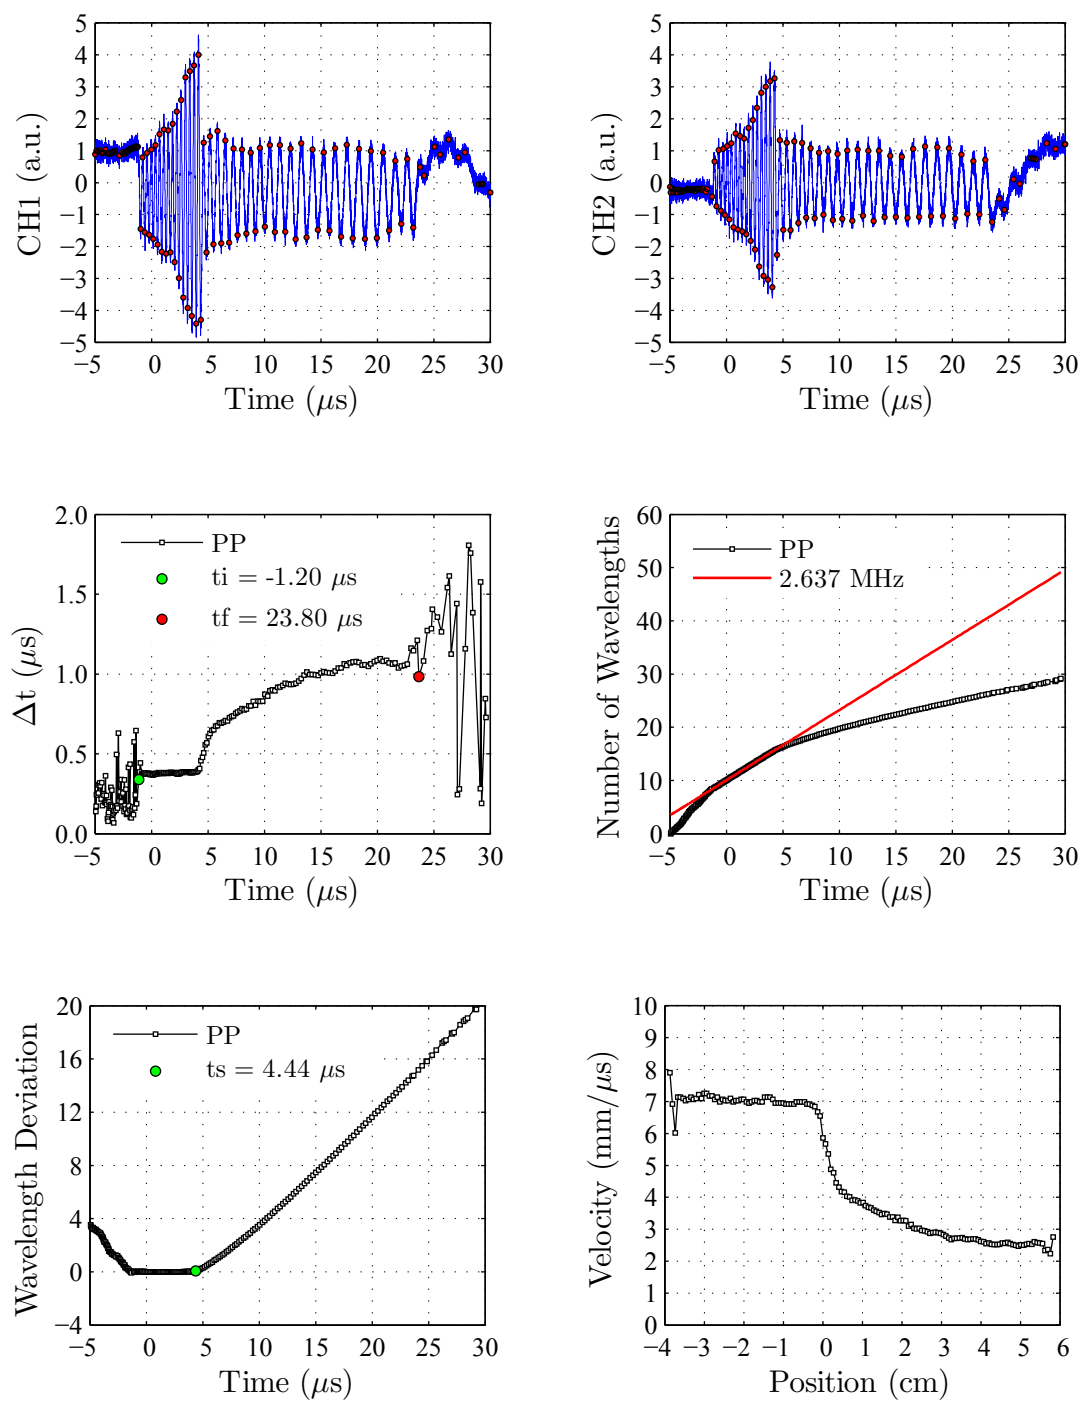 5
4
3
2
1
0
−1
−2
−3
−4
−5
CH1 (a.u.)
−5 0 5 10 15 20 25 30
Time (μs)
5
4
3
2
1
0
−1
−2
−3
−4
−5
CH2 (a.u.)
−5 0 5 10 15 20 25 30
Time (μs)
2.0
1.5
1.0
0.5
0.0
Δt (μs)
PP
ti = -1.20 μs
tf = 23.80 μs
−5 0 5 10 15 20 25 30
Time (μs)
60
50
40
30
20
10
0
Number of Wavelengths
PP
2.637 MHz
−5 0 5 10 15 20 25 30
Time (μs)
20
16
12
8
4
0
−4
Wavelength Deviation
PP
ts = 4.44 μs
−5 0 5 10 15 20 25 30
Time (μs)
10
9
8
7
6
5
4
3
2
1
0
Velocity (mm/μs)
−4 −3 −2 −1 0 1 2 3 4 5 6
Position (cm)